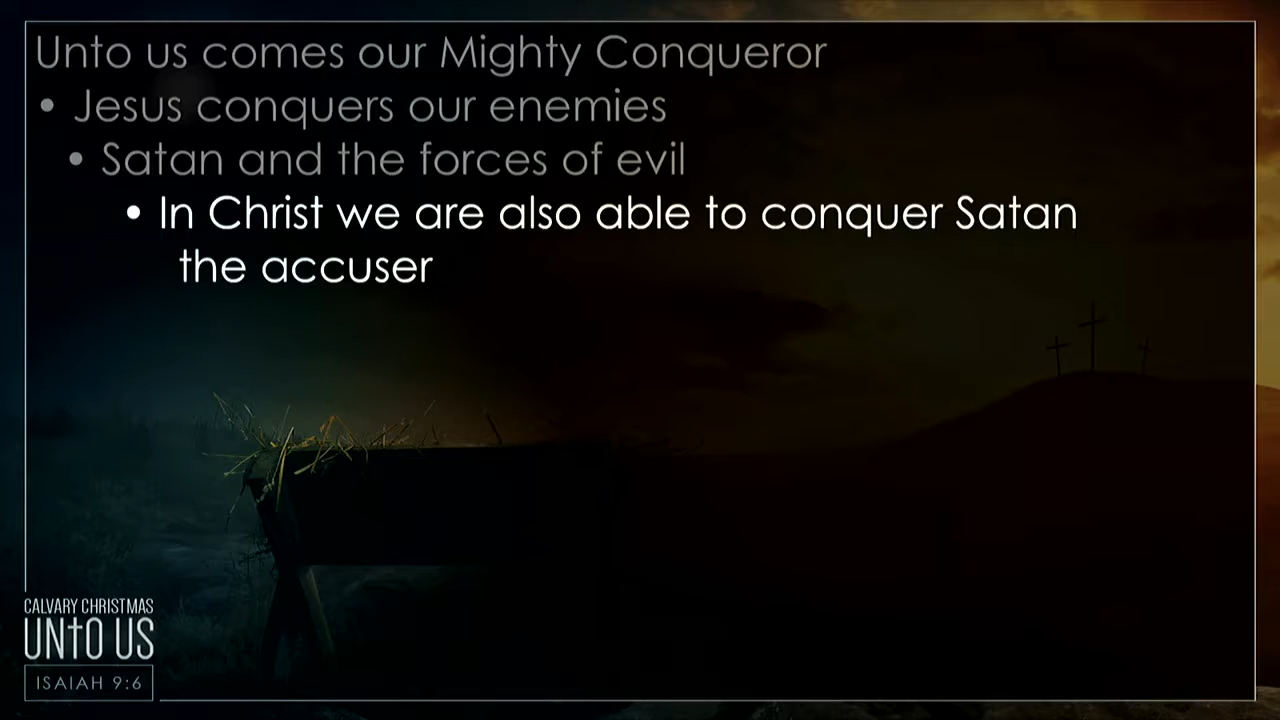 Unto us comes our Mighty Conqueror
• Jesus conquers our enemies
• Satan and the forces of evil
• In Christ we are also able to conquer Satan
the accuser
CALVARY CHRISTMAS
UNTO US
ISAIAH 9:6